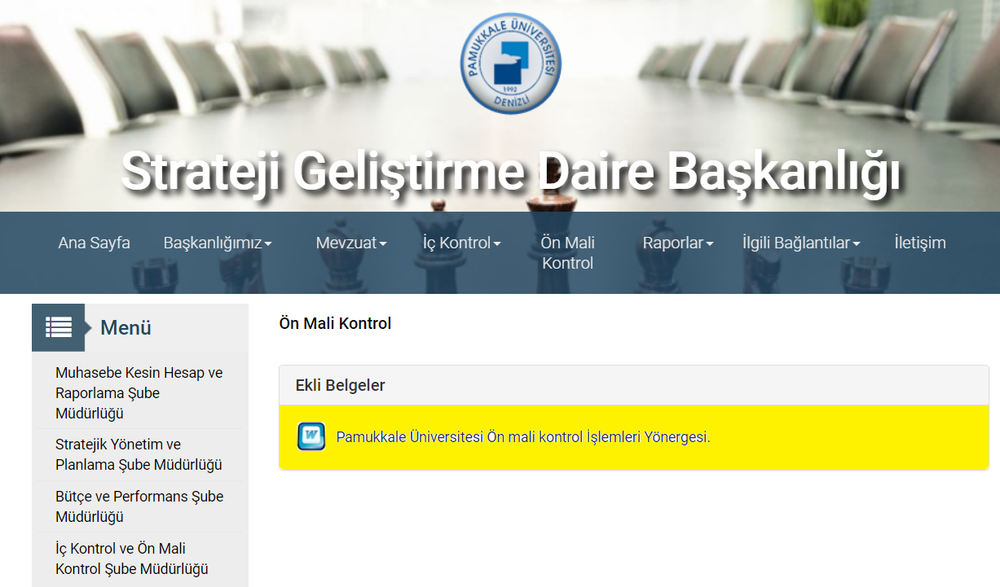 PAMUKKALE ÜNİVERSİTESİ
1992
DENİZLİ
Strateji Geliştirme Daire Başkanlığı
Ana Sayfa Başkanlığımız Mevzuat İç Kontrol Ön Mali Raporlar İlgili Bağlantılar İletişim
Kontrol
Menü
Muhasebe Kesin Hesap ve
Raporlama Şube
Müdürlüğü
Stratejik Yönetim ve
Planlama Şube Müdürlüğü
Bütçe ve Performans Şube
Müdürlüğü
İç Kontrol ve Ön Mali
Kontrol Şube Müdürlüğü
Ön Mali Kontrol
Ekli Belgeler
W
Pamukkale Üniversitesi Ön mali kontrol İşlemleri Yönergesi.